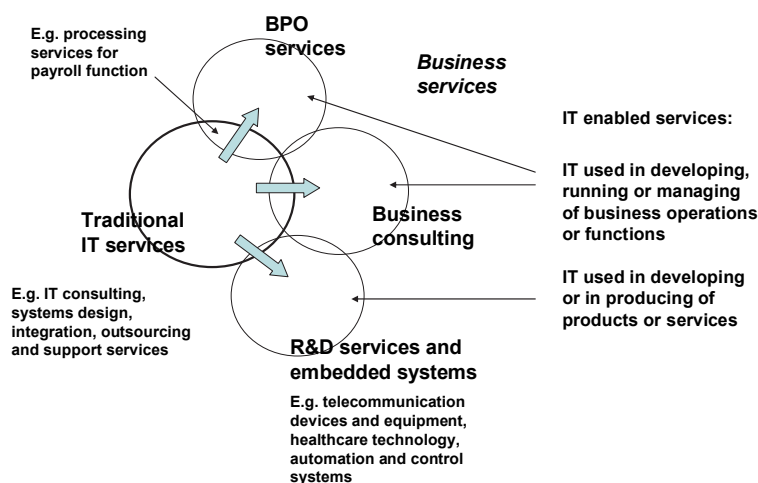 BPO
services
E.g. processing
services for
payroll function
Business
services
IT enabled services:
IT used in developing,
running or managing
of business operations
or functions
Traditional
IT services
Business
consulting
IT used in developing
or in producing of
products or services
E.g. IT consulting,
systems design,
integration, outsourcing
and support services
R&D services and
embedded systems
E.g. telecommunication
devices and equipment,
healthcare technology,
automation and control
systems